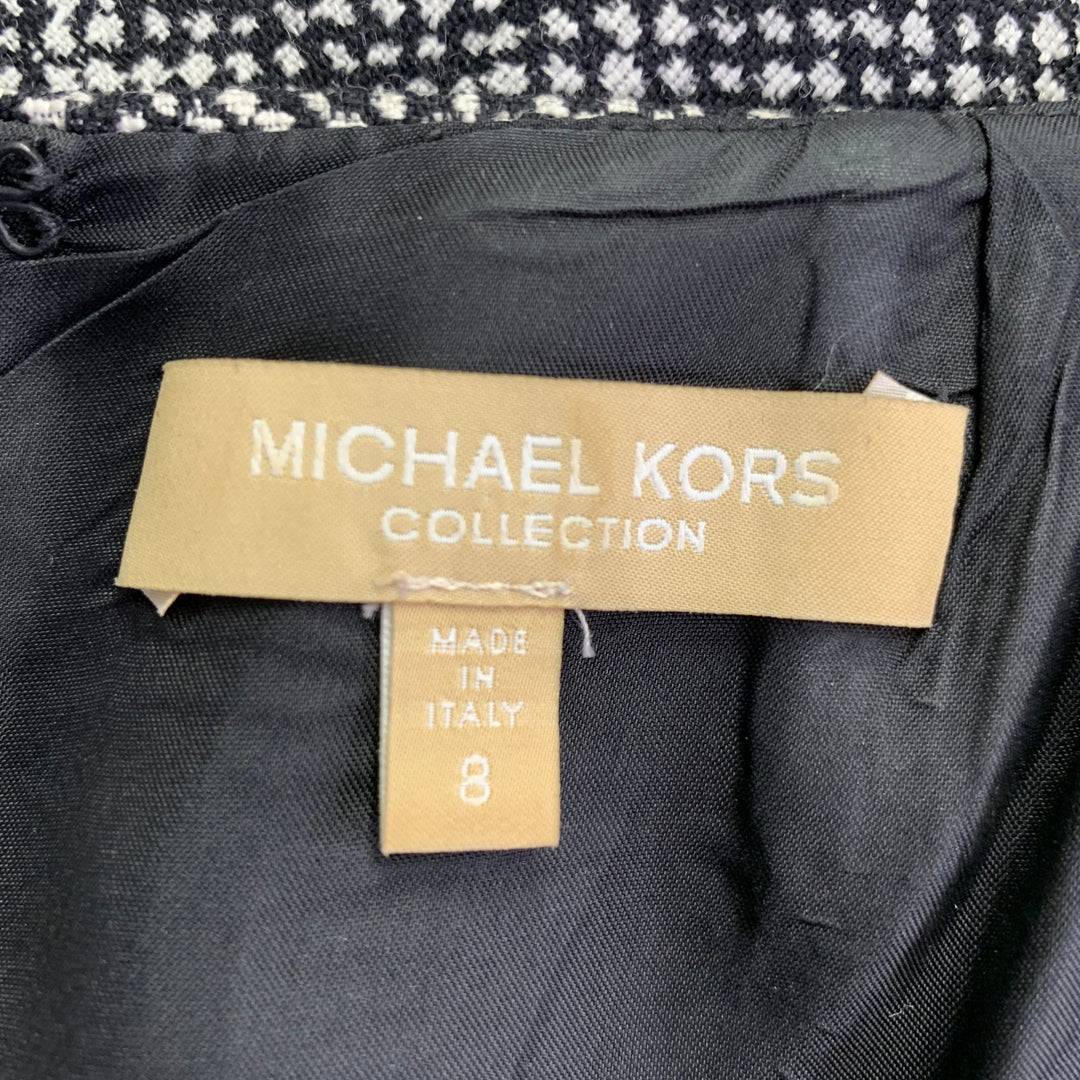 MICHAEL KORS
COLLECTION
MADE
IN
ITALY
8